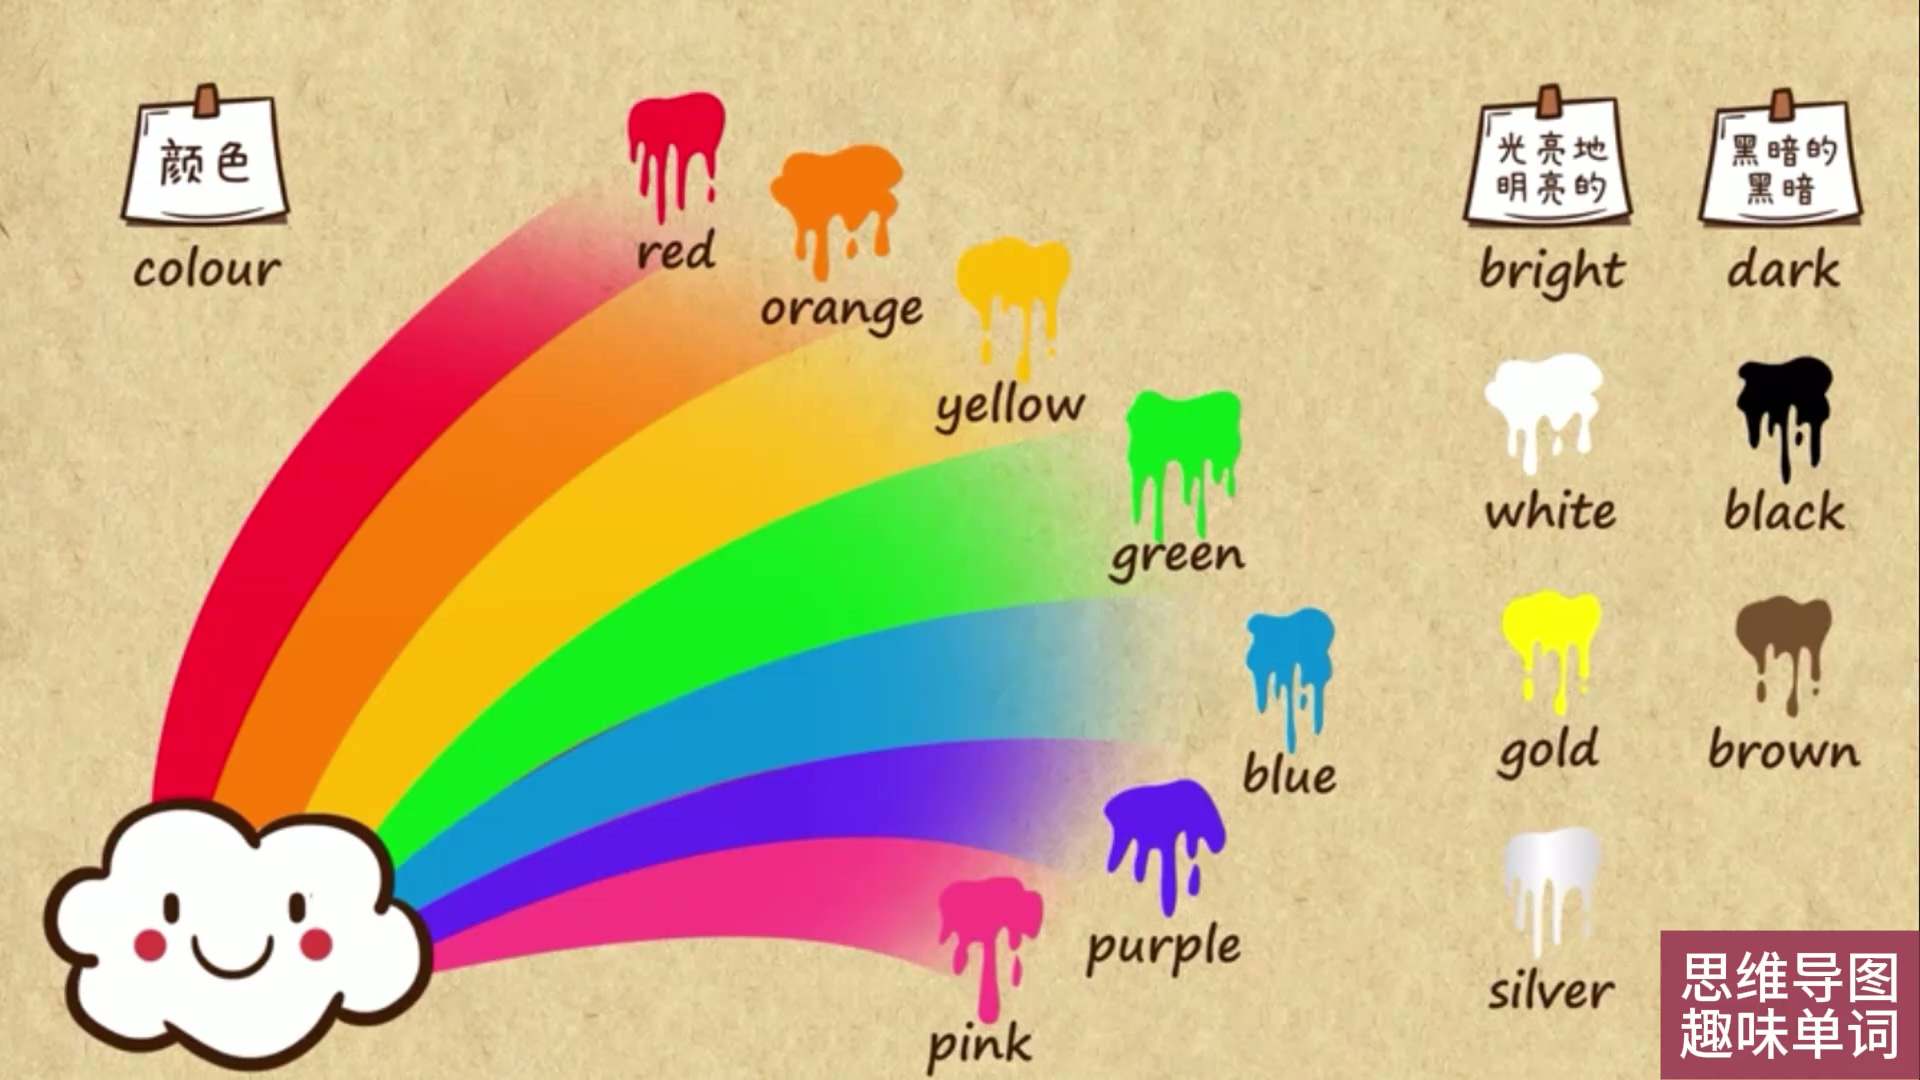 颜色
colour
red
orange
yellow
green
blue
purple
pink
光亮地
明亮的
bright
黑暗的
黑暗
dark
white
black
gold
brown
silver
思维导图
趣味单词